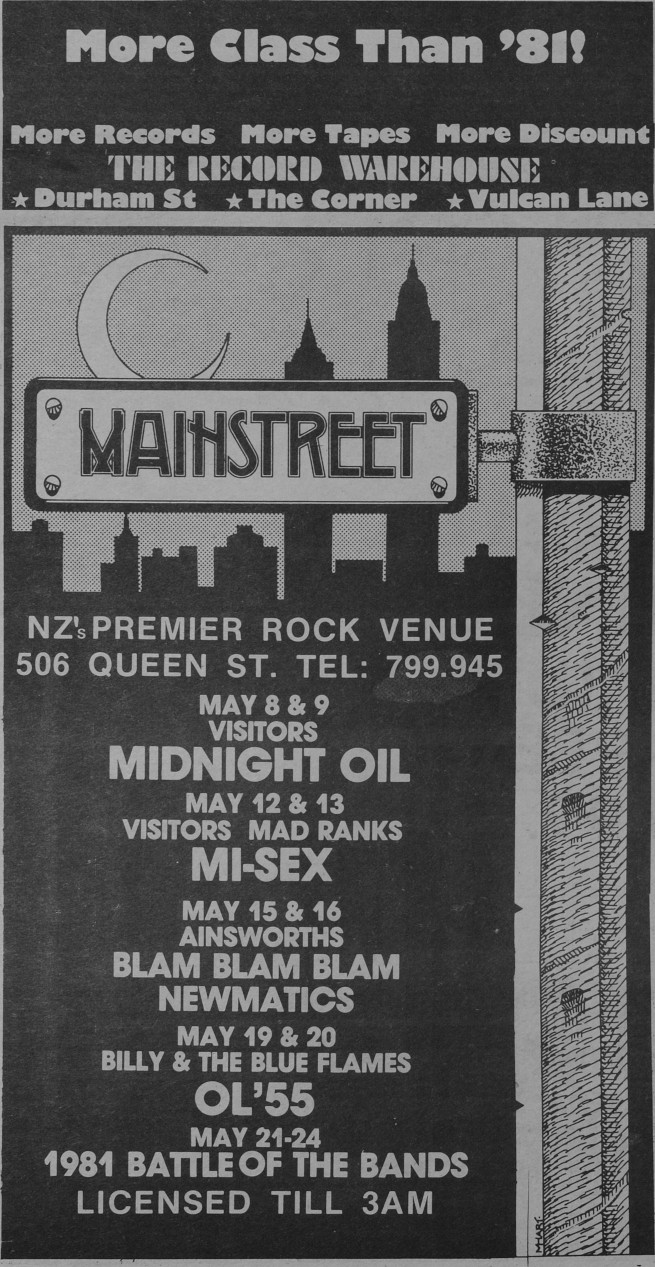 More Class Than '81!
More Records More Tapes More Discount
THE RECORD WAREHOUSE
★ Durham St ★ The Corner ★ Vulcan Lane
MAINSTREET
NZ's PREMIER ROCK VENUE
506 QUEEN ST. TEL: 799.945
MAY 8 & 9
VISITORS
MIDNIGHT OIL
MAY 12 & 13
VISITORS MAD RANKS
MI-SEX
MAY 15 & 16
AINSWORTHS
BLAM BLAM BLAM
NEWMATICS
MAY 19 & 20
BILLY & THE BLUE FLAMES
OL'55
MAY 21-24
1981 BATTLE OF THE BANDS
LICENSED TILL 3AM